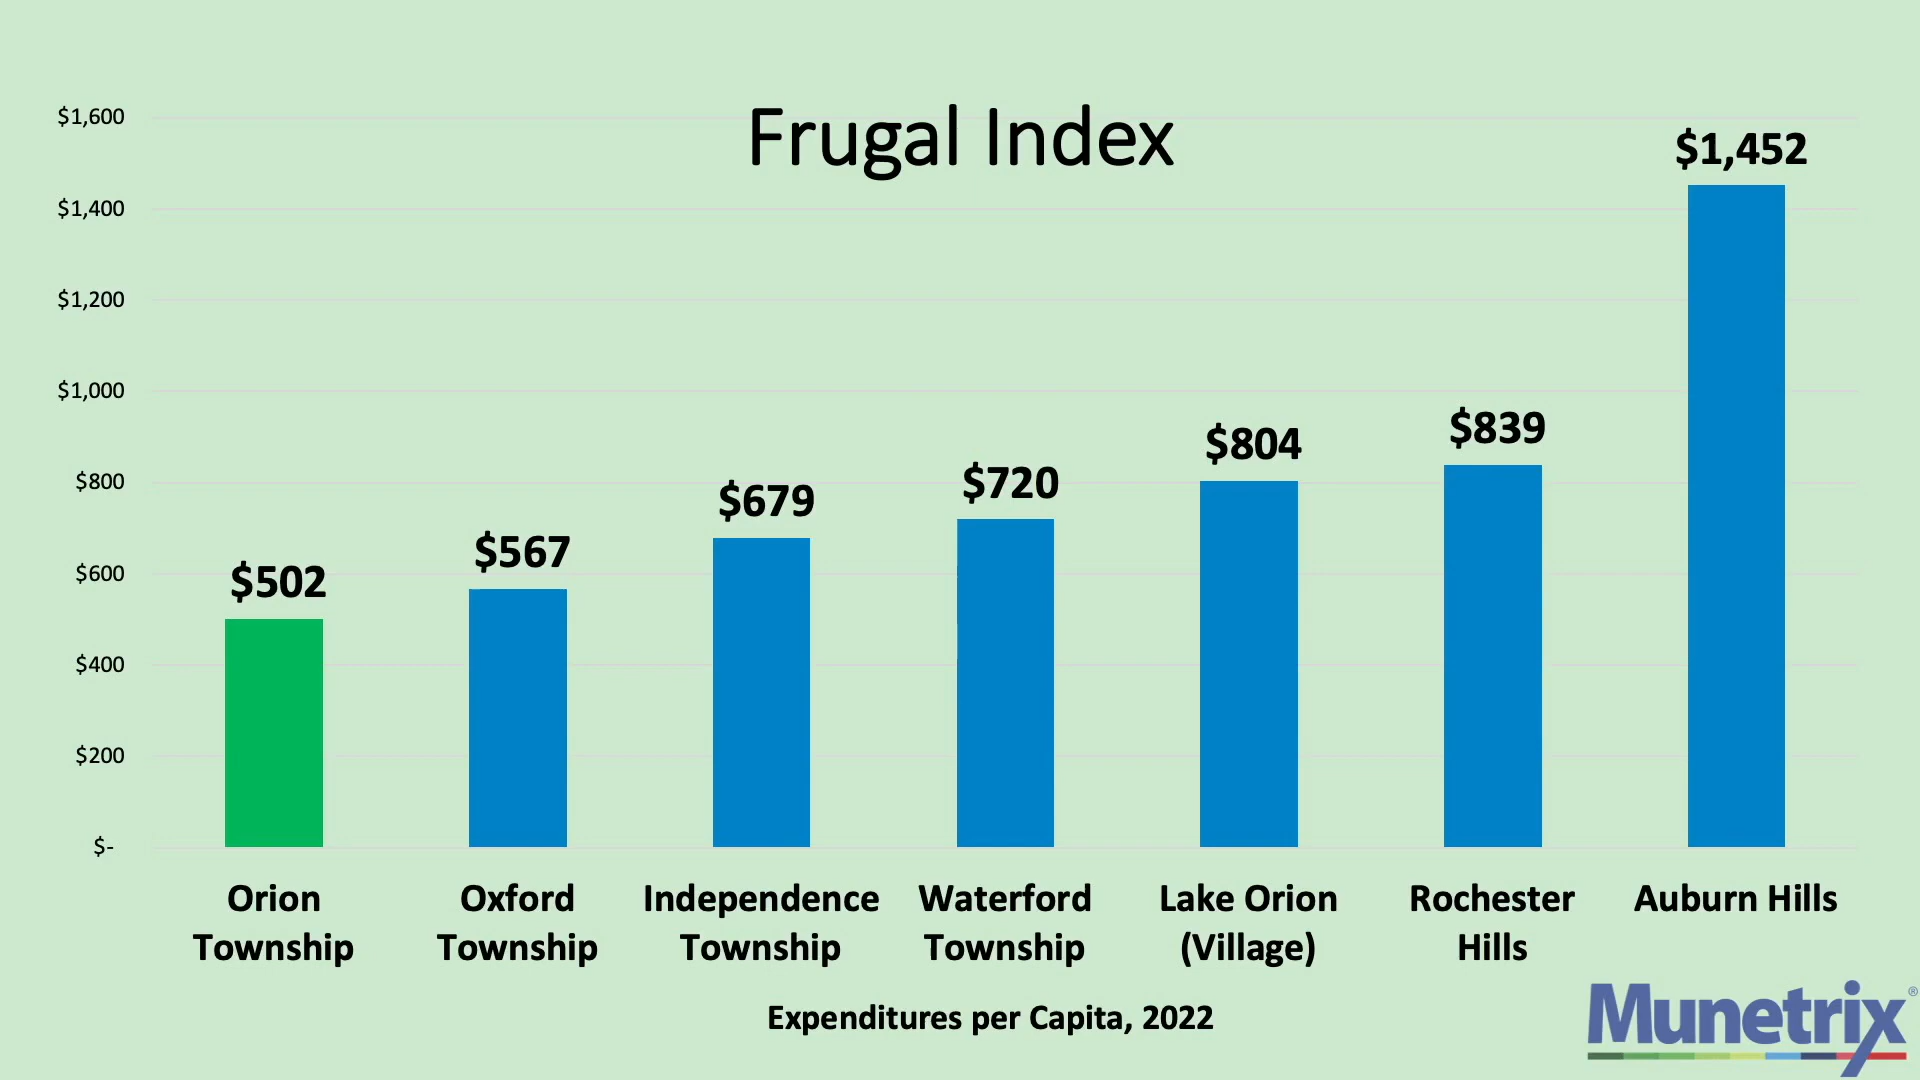 Frugal Index
$1,600
$1,400
$1,200
$1,000
$800
$600
$400
$200
$-
$502
$567
$679
$720
$804
$839
$1,452
Orion
Township
Oxford
Township
Independence
Township
Waterford
Township
Lake Orion
(Village)
Rochester
Hills
Auburn Hills
Expenditures per Capita, 2022
Munetrix®